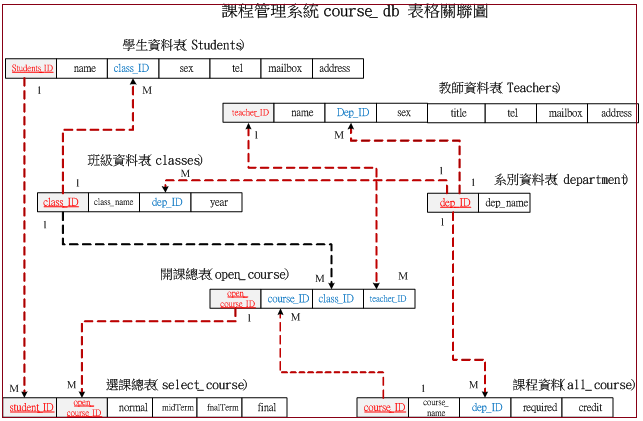 課程管理系統 course_db 表格關聯圖
學生資料表(Students)
Students_ID name class_ID sex tel mailbox address
1 M
教師資料表(Teachers)
teacher_ID name Dep_ID sex title tel mailbox address
1 M
班級資料表(classes)
M 1
系別資料表(department)
1 1
class_ID class_name dep_ID year
dep_ID dep_name
1 1
開課總表(open_course)
M M
open_course_ID course_ID class_ID teacher_ID
1 M
選課總表(select_course)
課程資料(all_course)
M M 1 M
student_ID open_course_ID normal midTerm fnalTerm final
course_ID course_name dep_ID required credit